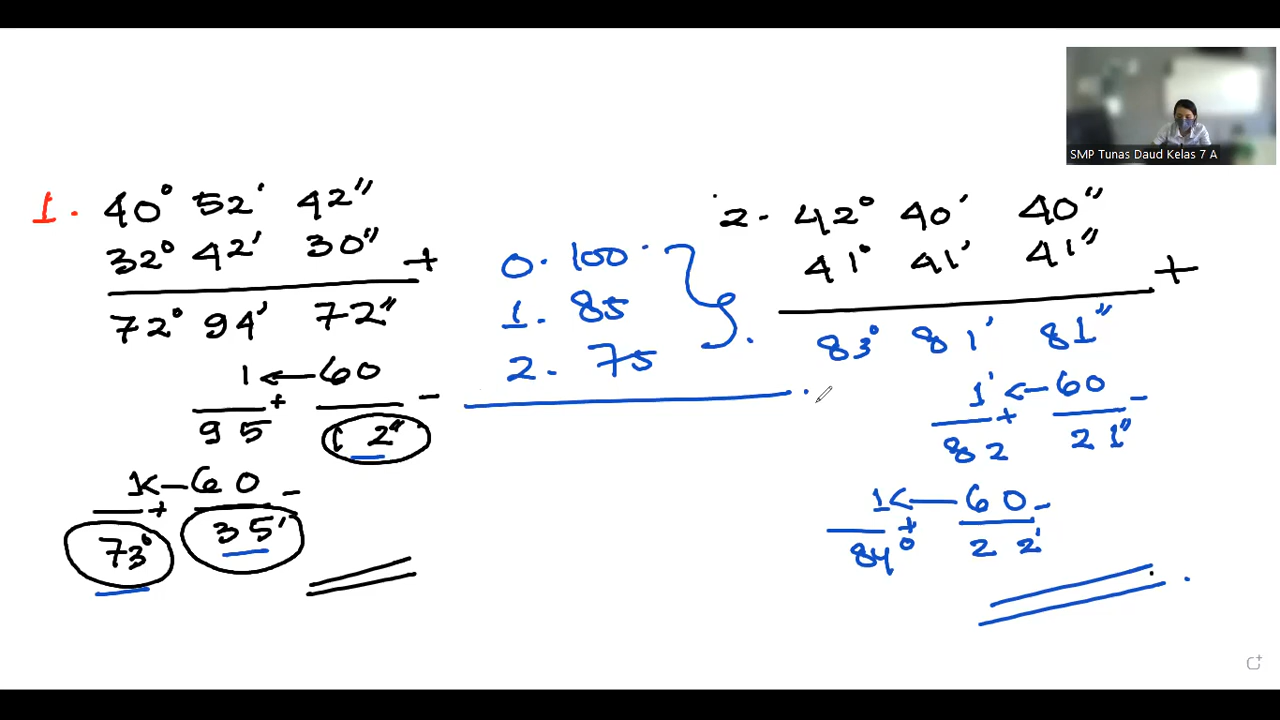 SMP Tunas Daud Kelas 7 A
1. 40° 52' 42"
32° 42' 30" +
72° 94' 72"
1 ← 60 -
+
95 12"
1 ← 60 -
+
73° 35'
0. 100
1. 85
2. 75
2. 42° 40' 40"
41° 41' 41" +
83° 81' 81"
1' ← 60 -
+
82 21"
1 ← 60 -
+
84° 22'